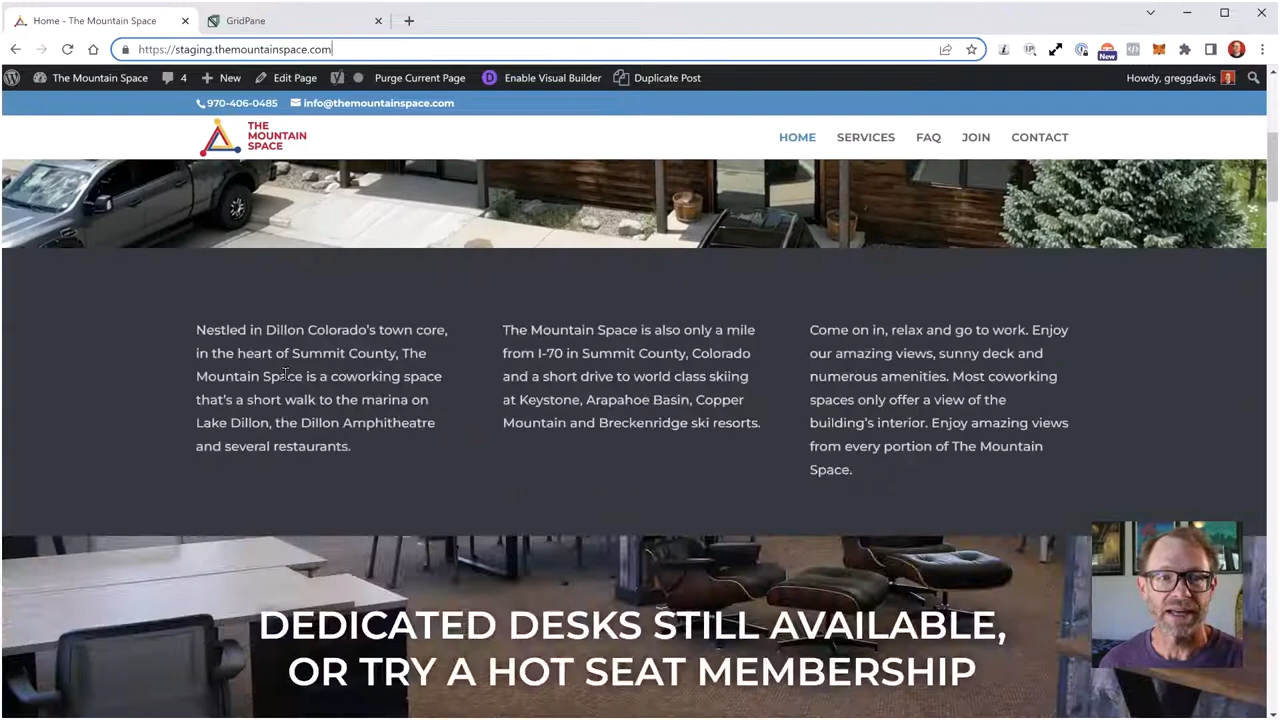 Home - The Mountain Space
GridPane
https://staging.themountainspace.com
New
The Mountain Space 4 New Edit Page Purge Current Page Enable Visual Builder Duplicate Post Howdy, greggdavis
970-406-0485 info@themountainspace.com
THE
MOUNTAIN
SPACE
HOME SERVICES FAQ JOIN CONTACT
Nestled in Dillon Colorado's town core,
in the heart of Summit County, The
Mountain Space is a coworking space
that's a short walk to the marina on
Lake Dillon, the Dillon Amphitheatre
and several restaurants.
The Mountain Space is also only a mile
from I-70 in Summit County, Colorado
and a short drive to world class skiing
at Keystone, Arapahoe Basin, Copper
Mountain and Breckenridge ski resorts.
Come on in, relax and go to work. Enjoy
our amazing views, sunny deck and
numerous amenities. Most coworking
spaces only offer a view of the
building's interior. Enjoy amazing views
from every portion of The Mountain
Space.
DEDICATED DESKS STILL AVAILABLE,
OR TRY A HOT SEAT MEMBERSHIP